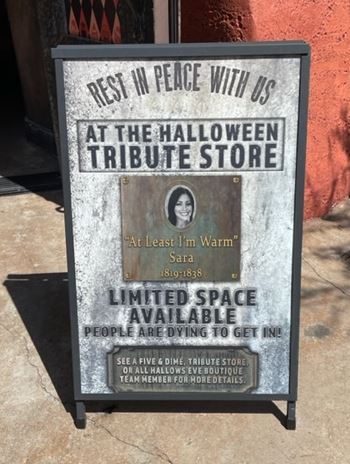 REST IN PEACE WITH US
AT THE HALLOWEEN
TRIBUTE STORE
"At Least I'm Warm"
Sara
1819-1838
LIMITED SPACE
AVAILABLE
PEOPLE ARE DYING TO GET IN!
SEE A FIVE & DIME, TRIBUTE STORE
OR ALL HALLOWS EVE BOUTIQUE
TEAM MEMBER FOR MORE DETAILS.